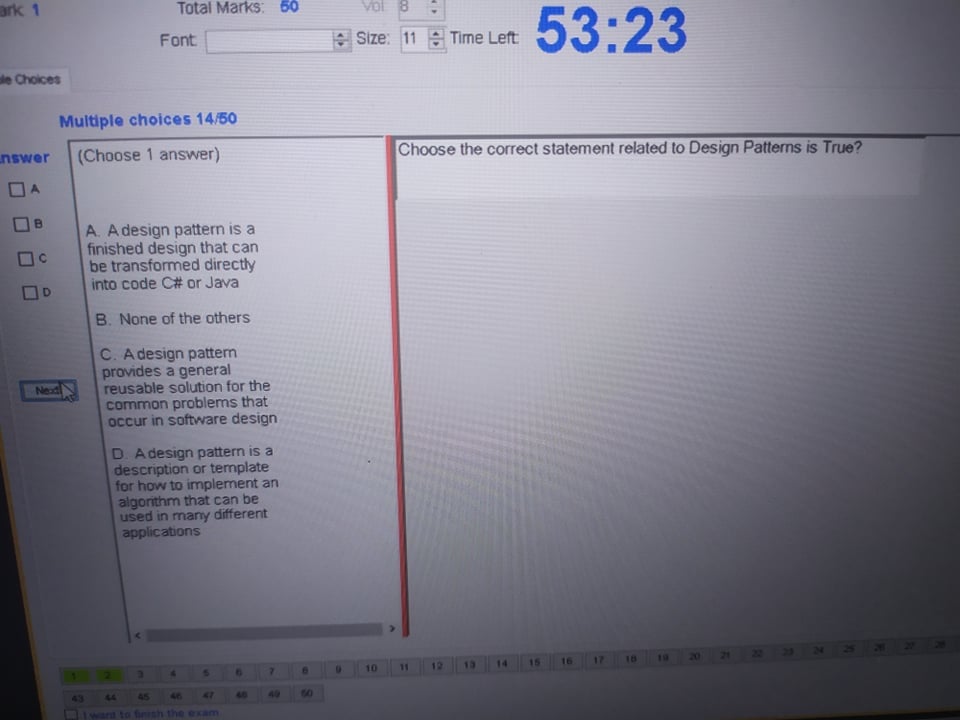 ark: 1
Total Marks: 50
Vol: 8
Font:
Size: 11
Time Left:
53:23
le Choices
Multiple choices 14/50
nswer
A
B
C
D
Next
(Choose 1 answer)
A. A design pattern is a
finished design that can
be transformed directly
into code C# or Java
B. None of the others
C. A design pattern
provides a general
reusable solution for the
common problems that
occur in software design
D. A design pattern is a
description or template
for how to implement an
algorithm that can be
used in many different
applications
Choose the correct statement related to Design Patterns is True?
1 2 3 4 5 6 7 8 9 10 11 12 13 14 15 16 17 18 19 20 21 22 23 24 25 26 27 28
43 44 45 46 47 48 49 50
I want to finish the exam